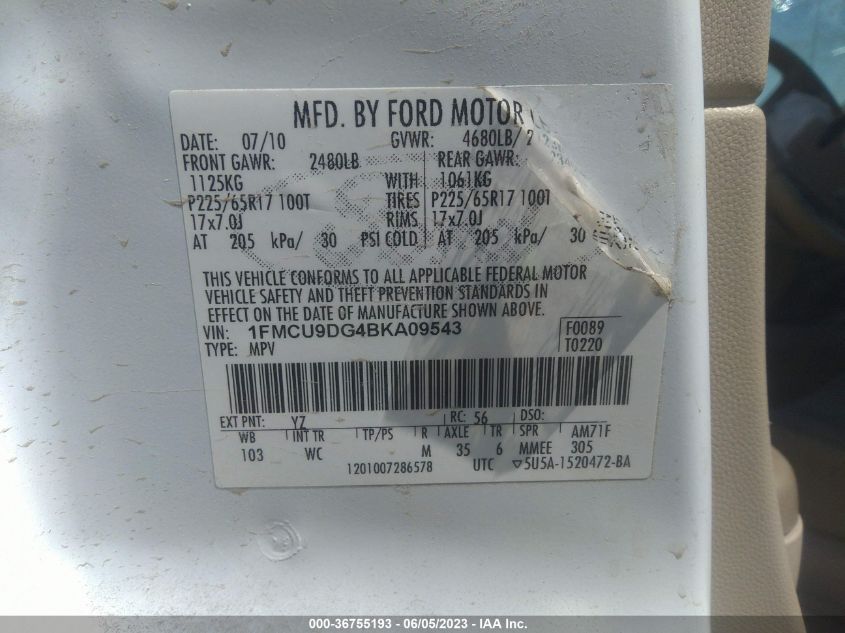 MFD. BY FORD MOTOR
DATE: 07/10 GVWR: 4680LB/
FRONT GAWR: 2480LB REAR GAWR:
1125KG WITH 1061KG
P225/65R17 100T TIRES P225/65R17 100T
17x7.0J RIMS 17x7.0J
AT 205 kPa/ 30 PSI COLD AT 205 kPa/ 30
THIS VEHICLE CONFORMS TO ALL APPLICABLE FEDERAL MOTOR
VEHICLE SAFETY AND THEFT PREVENTION STANDARDS IN
EFFECT ON THE DATE OF MANUFACTURE SHOWN ABOVE.
VIN: 1FMCU9DG4BKA09543 F0089
TYPE: MPV T0220
EXT PNT: YZ RC: 56 DSO:
WB INT TR TP/PS R AXLE TR SPR AM71F
103 WC M 35 6 MMEE 305
1201007286578 UTC ▽5U5A-1520472-BA
000-36755193 - 06/05/2023 - IAA Inc.